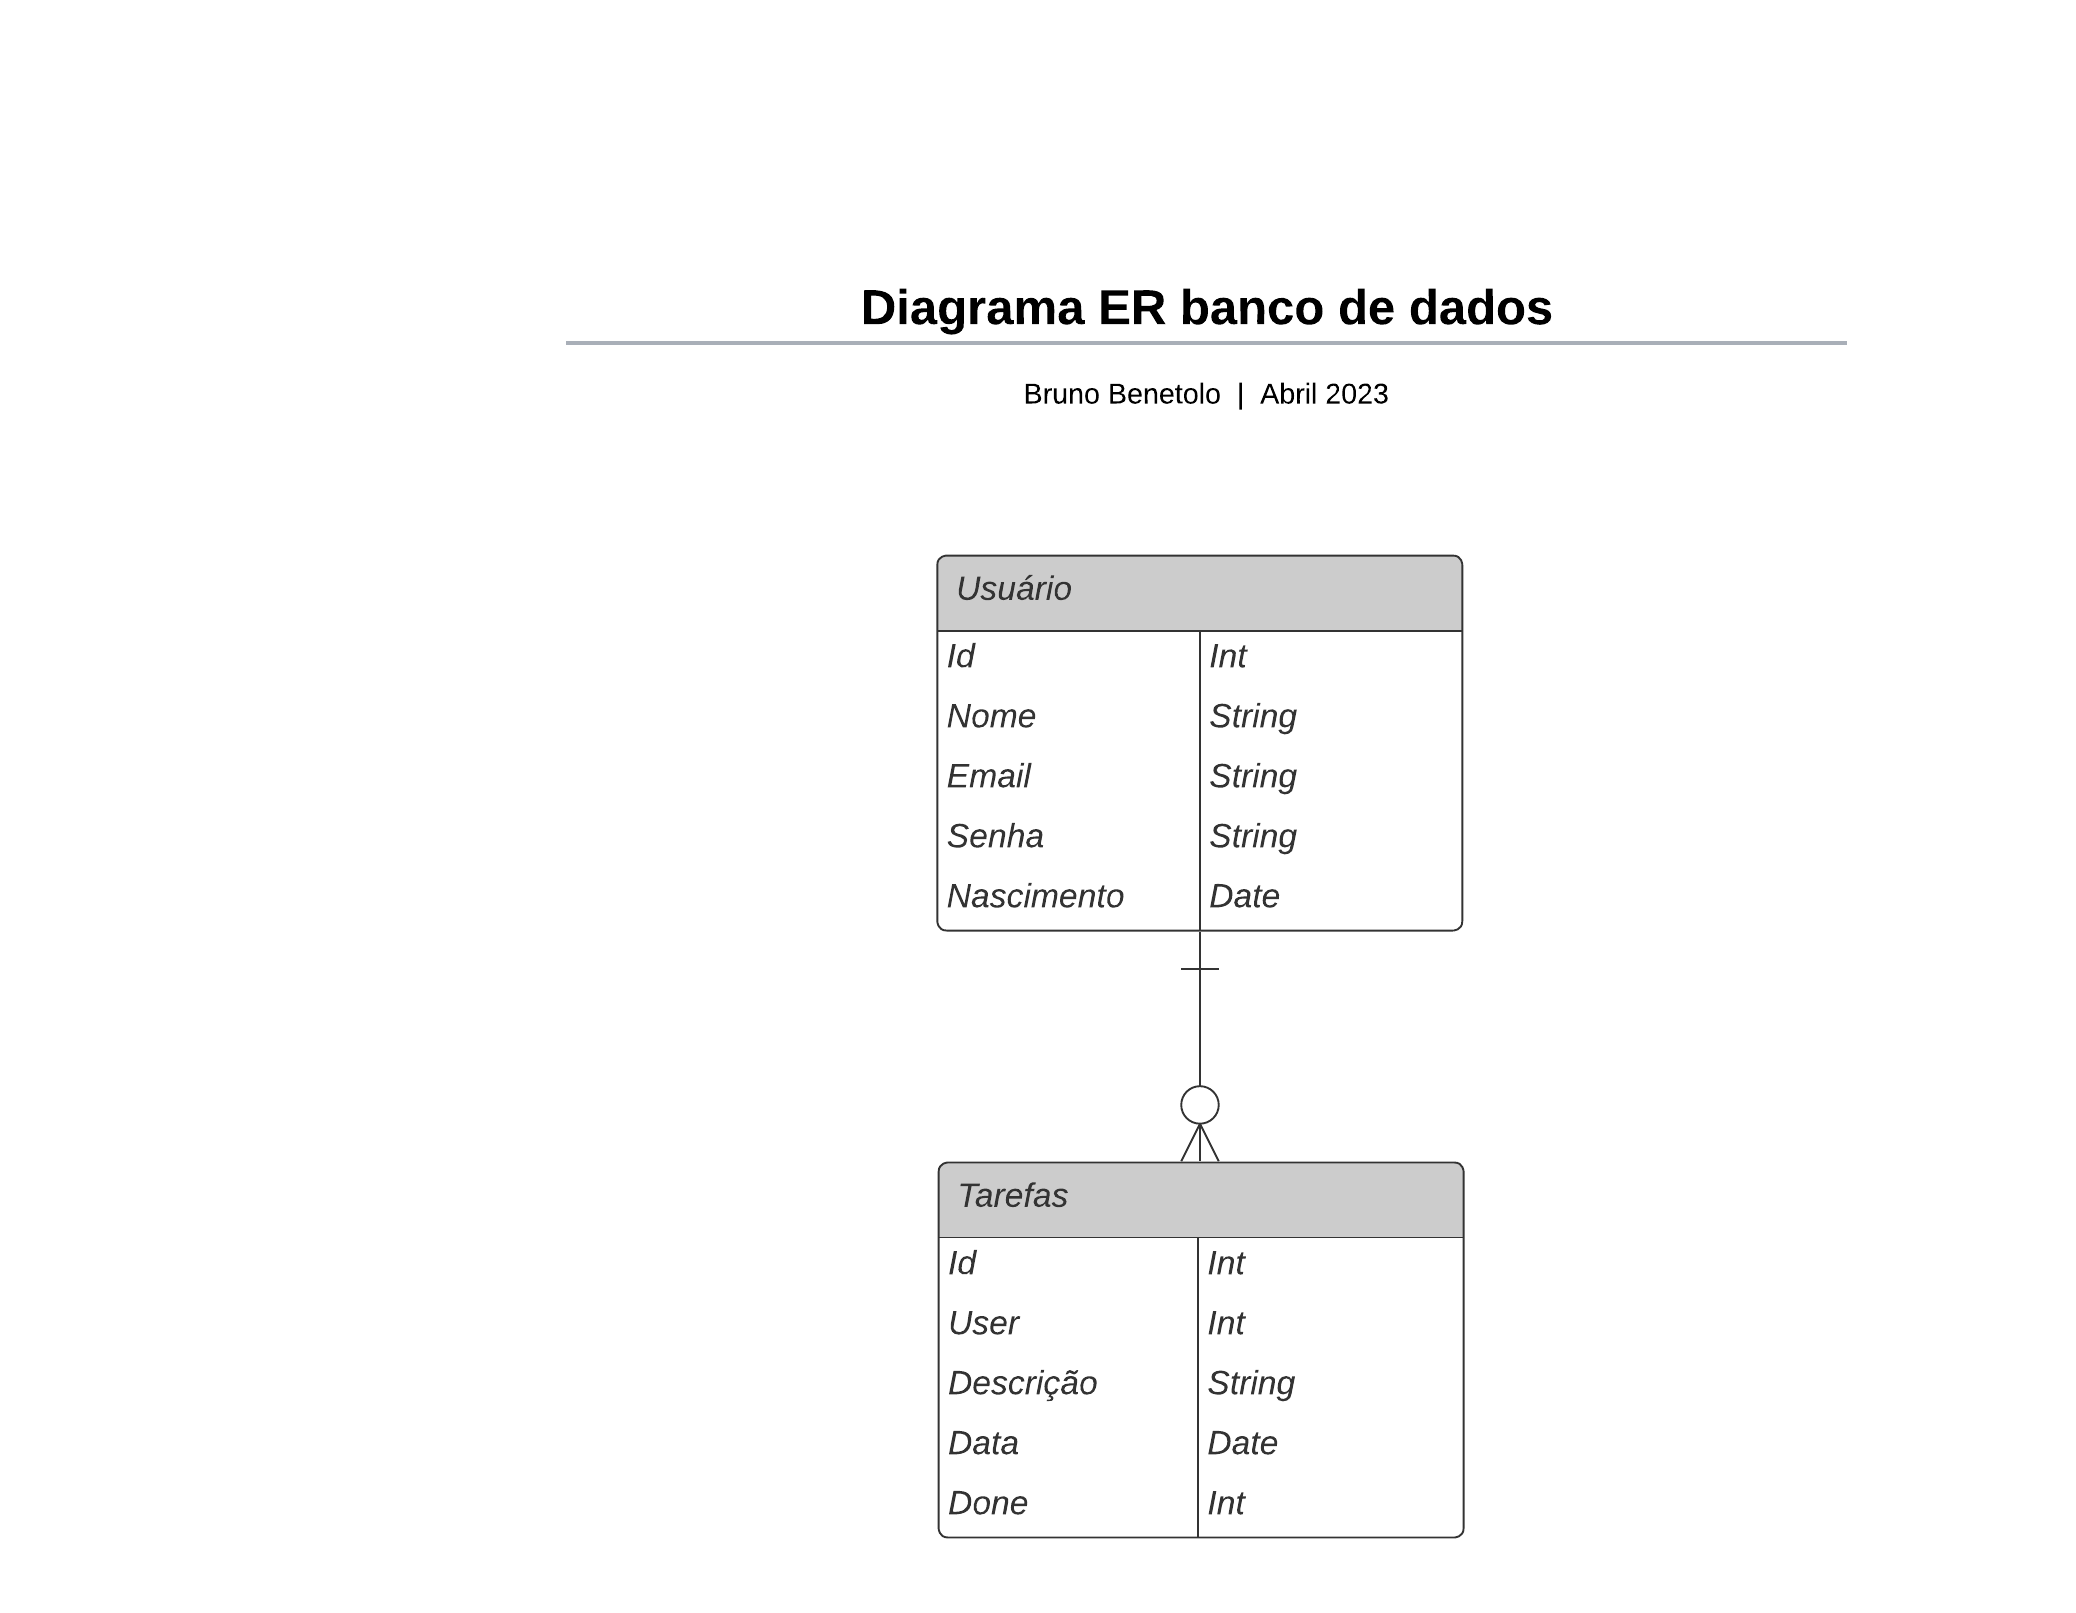 Diagrama ER banco de dados
Bruno Benetolo | Abril 2023
Usuário
Id Int
Nome String
Email String
Senha String
Nascimento Date
Tarefas
Id Int
User Int
Descrição String
Data Date
Done Int